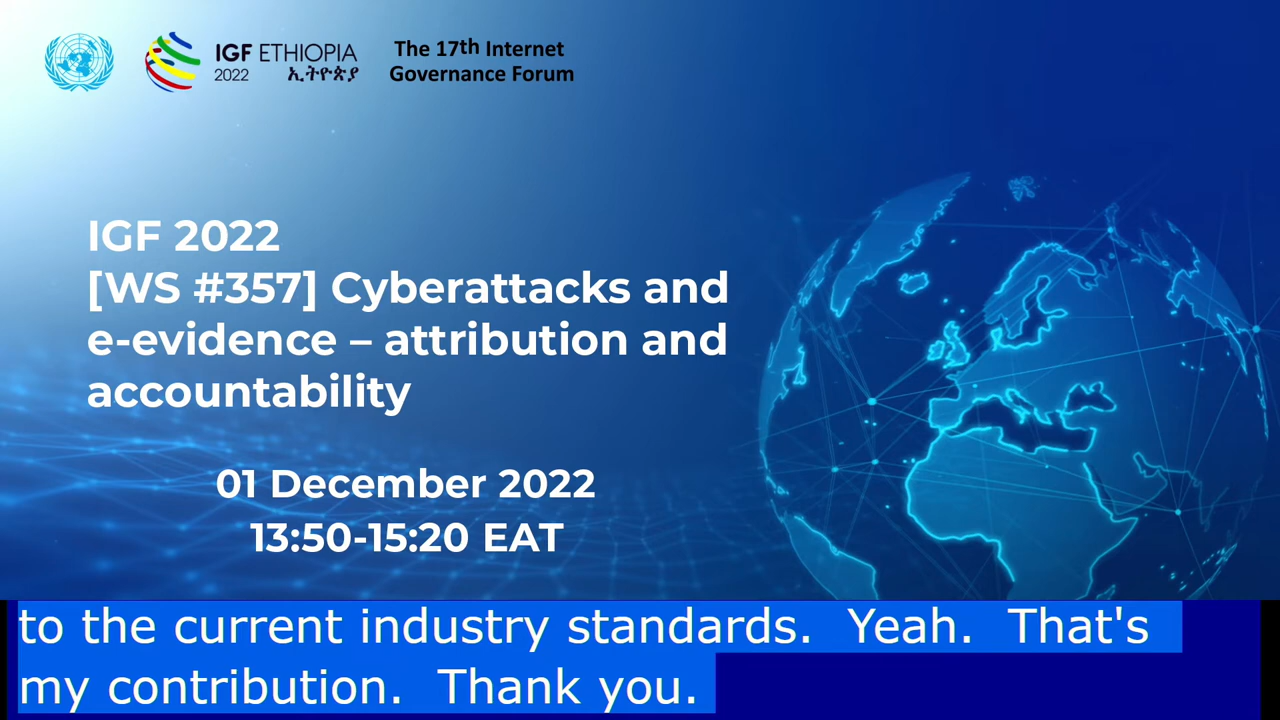 IGF ETHIOPIA
2022 ኢትዮጵያ
The 17th Internet
Governance Forum
IGF 2022
[WS #357] Cyberattacks and
e-evidence – attribution and
accountability
01 December 2022
13:50-15:20 EAT
to the current industry standards.  Yeah.  That's
my contribution.  Thank you.